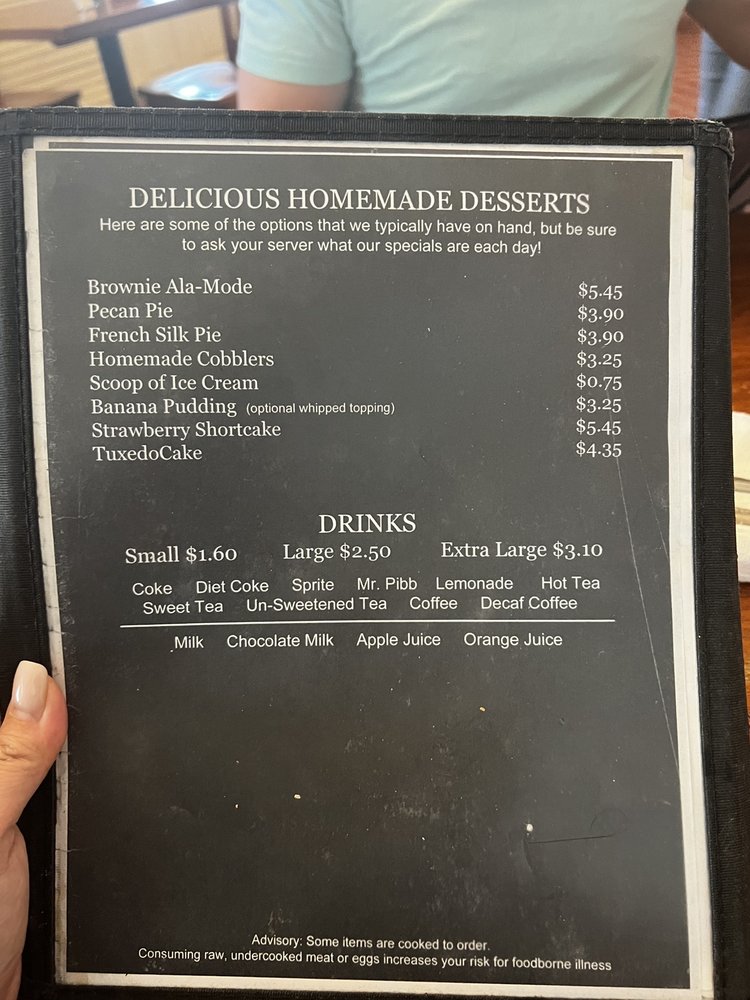 DELICIOUS HOMEMADE DESSERTS
Here are some of the options that we typically have on hand, but be sure
to ask your server what our specials are each day!
Brownie Ala-Mode $5.45
Pecan Pie $3.90
French Silk Pie $3.90
Homemade Cobblers $3.25
Scoop of Ice Cream $0.75
Banana Pudding (optional whipped topping) $3.25
Strawberry Shortcake $5.45
TuxedoCake $4.35
DRINKS
Small $1.60 Large $2.50 Extra Large $3.10
Coke Diet Coke Sprite Mr. Pibb Lemonade Hot Tea
Sweet Tea Un-Sweetened Tea Coffee Decaf Coffee
Milk Chocolate Milk Apple Juice Orange Juice
Advisory: Some items are cooked to order.
Consuming raw, undercooked meat or eggs increases your risk for foodborne illness